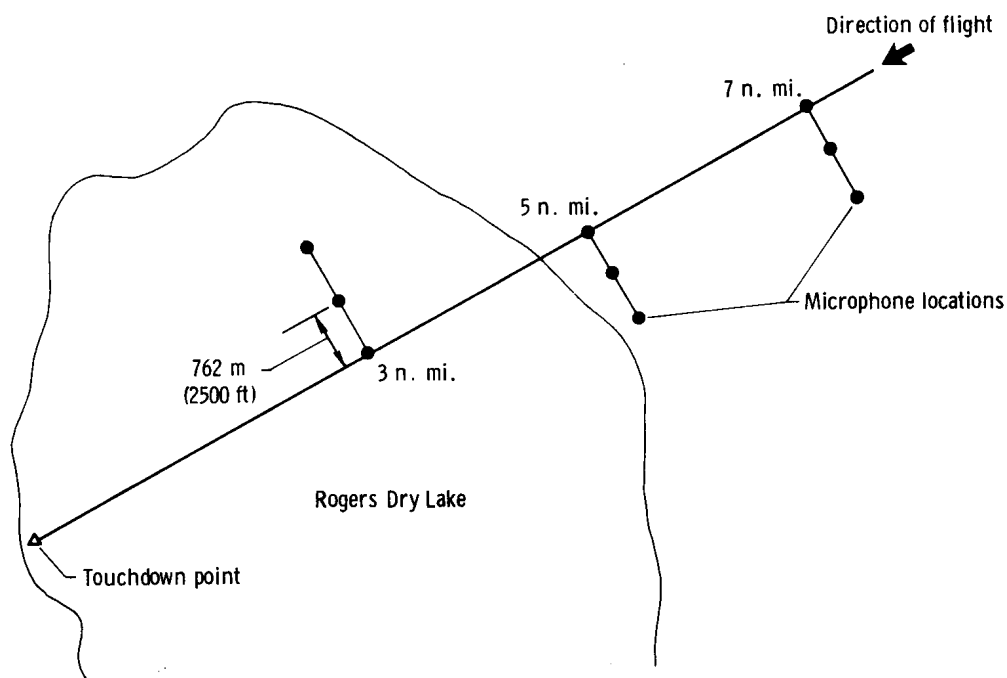 Direction of flight
7 n. mi.
5 n. mi.
Microphone locations
762 m
(2500 ft)
3 n. mi.
Rogers Dry Lake
Touchdown point